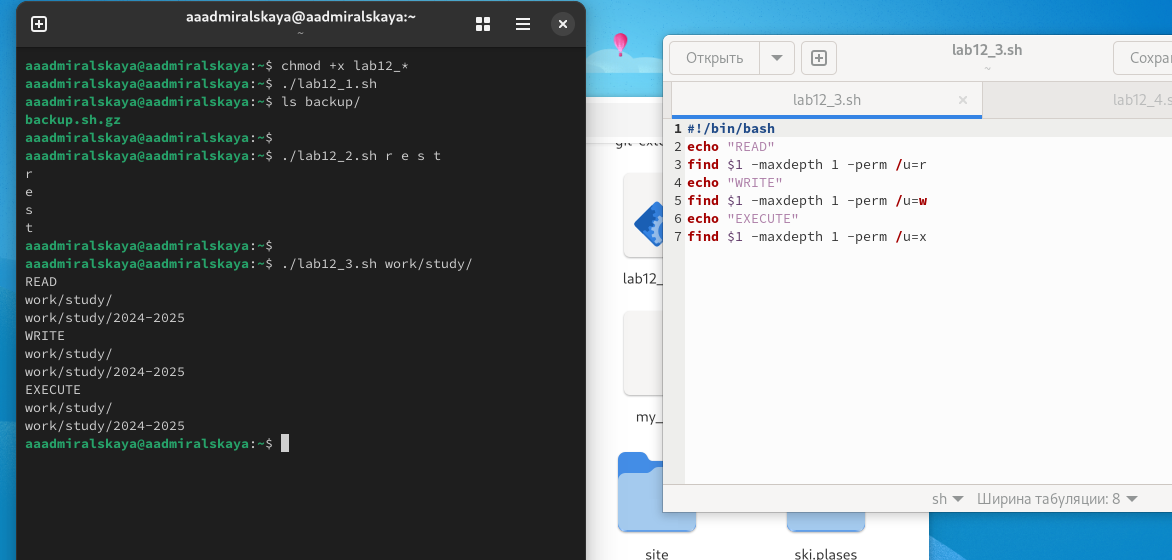 aaadmiralskaya@aadmiralskaya:~
~
aaadmiralskaya@aadmiralskaya:~$ chmod +x lab12_*
aaadmiralskaya@aadmiralskaya:~$ ./lab12_1.sh
aaadmiralskaya@aadmiralskaya:~$ ls backup/
backup.sh.gz
aaadmiralskaya@aadmiralskaya:~$
aaadmiralskaya@aadmiralskaya:~$ ./lab12_2.sh r e s t
r
e
s
t
aaadmiralskaya@aadmiralskaya:~$
aaadmiralskaya@aadmiralskaya:~$ ./lab12_3.sh work/study/
READ
work/study/
work/study/2024-2025
WRITE
work/study/
work/study/2024-2025
EXECUTE
work/study/
work/study/2024-2025
aaadmiralskaya@aadmiralskaya:~$
Открыть
lab12_3.sh
~
Сохра
lab12_3.sh
lab12_4.s
1 #!/bin/bash
2 echo "READ"
3 find $1 -maxdepth 1 -perm /u=r
4 echo "WRITE"
5 find $1 -maxdepth 1 -perm /u=w
6 echo "EXECUTE"
7 find $1 -maxdepth 1 -perm /u=x
sh
Ширина табуляции: 8
lab12_
my_
site
ski.plases